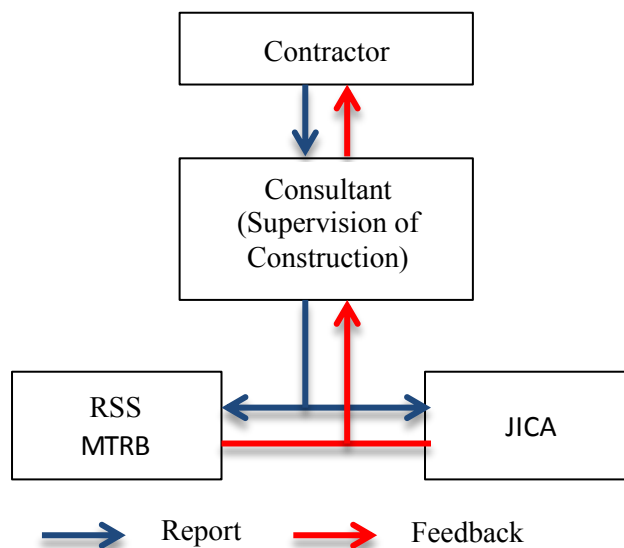 Contractor
Consultant
(Supervision of
Construction)
RSS
MTRB
JICA
Report
Feedback